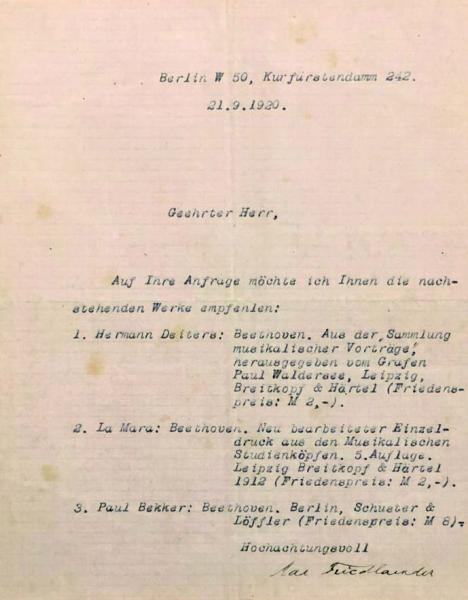 Berlin W 50, Kurfürstendamm 242.
21.9.1920.
Geehrter Herr,
Auf Ihre Anfrage möchte ich Ihnen die nach-
stehenden Werke empfehlen:
1. Hermann Deiters: Beethoven. Aus der „Sammlung
musikalischer Vorträge",
herausgegeben vom Grafen
Paul Waldersee, Leipzig,
Breitkopf & Härtel (Friedens-
preis: M 2,-).
2. La Mara: Beethoven. Neu bearbeiteter Einzel-
druck aus den Musikalischen
Studienköpfen. 5.Auflage.
Leipzig Breitkopf & Härtel
1912 (Friedenspreis: M 2,-).
3. Paul Bekker: Beethoven. Berlin, Schuster &
Löffler (Friedenspreis: M 8)-
Hochachtungsvoll
Max Friedlaender